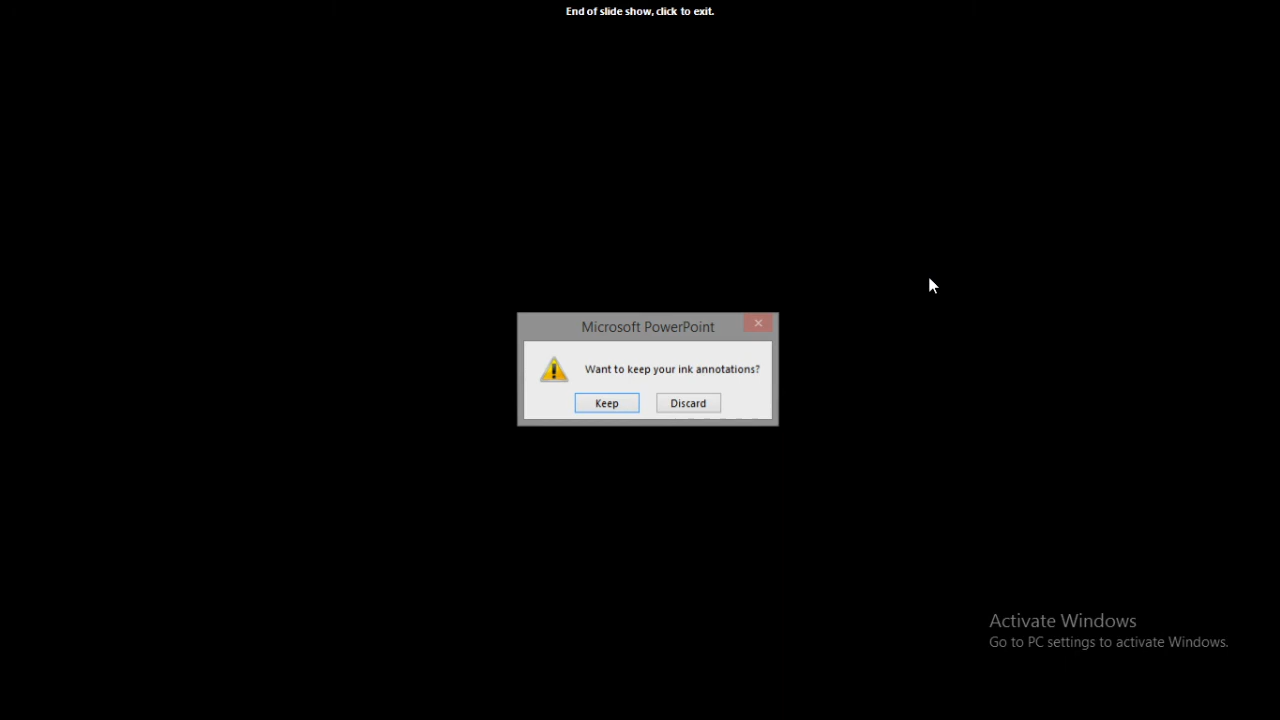 End of slide show, click to exit.
Microsoft PowerPoint
Want to keep your ink annotations?
Keep
Discard
Activate Windows
Go to PC settings to activate Windows.